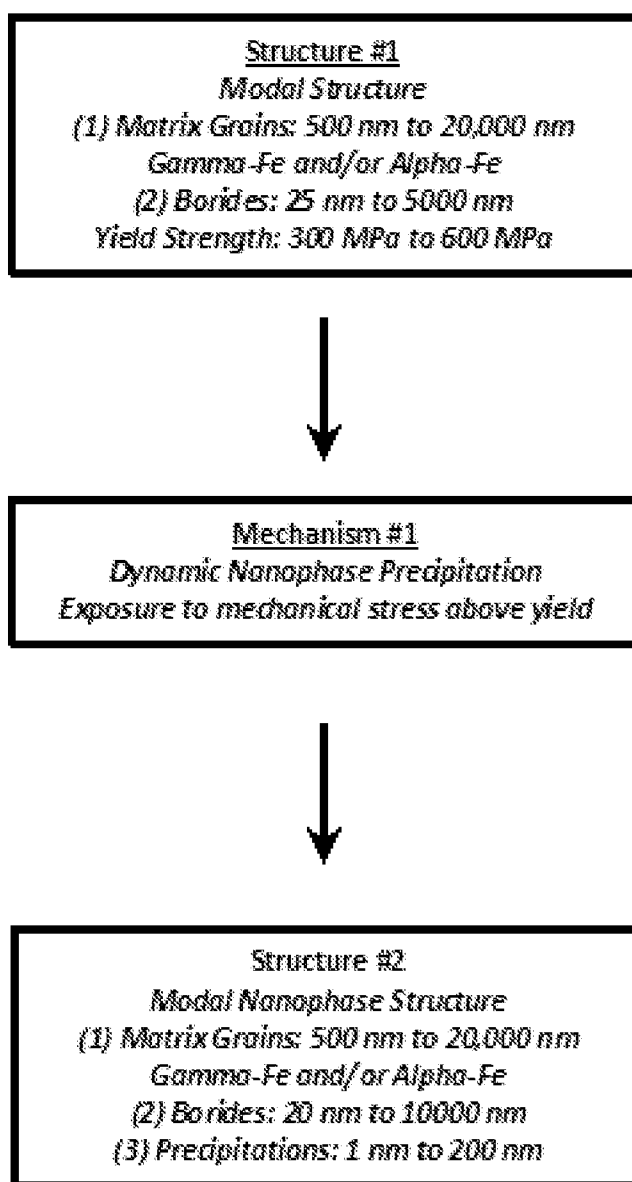 Structure #1
Modal Structure
(1) Matrix Grains: 500 nm to 20,000 nm
Gamma-Fe and/or Alpha-Fe
(2) Borides: 25 nm to 5000 nm
Yield Strength: 300 MPa to 600 MPa
Mechanism #1
Dynamic Nanophase Precipitation
Exposure to mechanical stress above yield
Structure #2
Modal Nanophase Structure
(1) Matrix Grains: 500 nm to 20,000 nm
Gamma-Fe and/or Alpha-Fe
(2) Borides: 20 nm to 10000 nm
(3) Precipitations: 1 nm to 200 nm